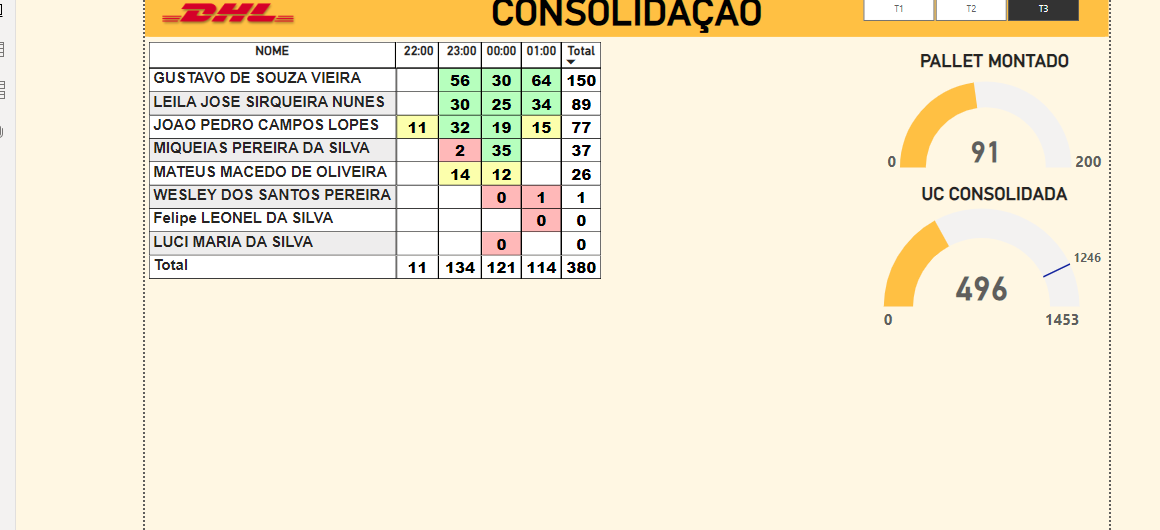 DHL
CONSOLIDAÇÃO
T1 T2 T3
NOME 22:00 23:00 00:00 01:00 Total
GUSTAVO DE SOUZA VIEIRA 56 30 64 150
LEILA JOSE SIRQUEIRA NUNES 30 25 34 89
JOAO PEDRO CAMPOS LOPES 11 32 19 15 77
MIQUEIAS PEREIRA DA SILVA 2 35 37
MATEUS MACEDO DE OLIVEIRA 14 12 26
WESLEY DOS SANTOS PEREIRA 0 1 1
Felipe LEONEL DA SILVA 0 0
LUCI MARIA DA SILVA 0 0
Total 11 134 121 114 380
PALLET MONTADO
91
0 200
UC CONSOLIDADA
1246
496
0 1453